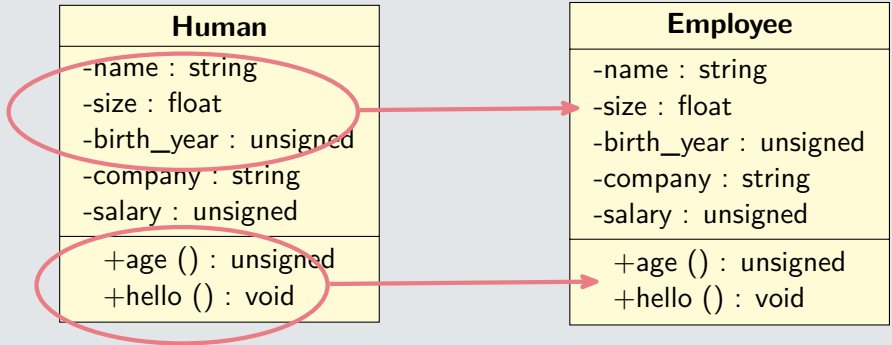 Human
-name : string
-size : float
-birth_year : unsigned
-company : string
-salary : unsigned
+age () : unsigned
+hello () : void
Employee
-name : string
-size : float
-birth_year : unsigned
-company : string
-salary : unsigned
+age () : unsigned
+hello () : void